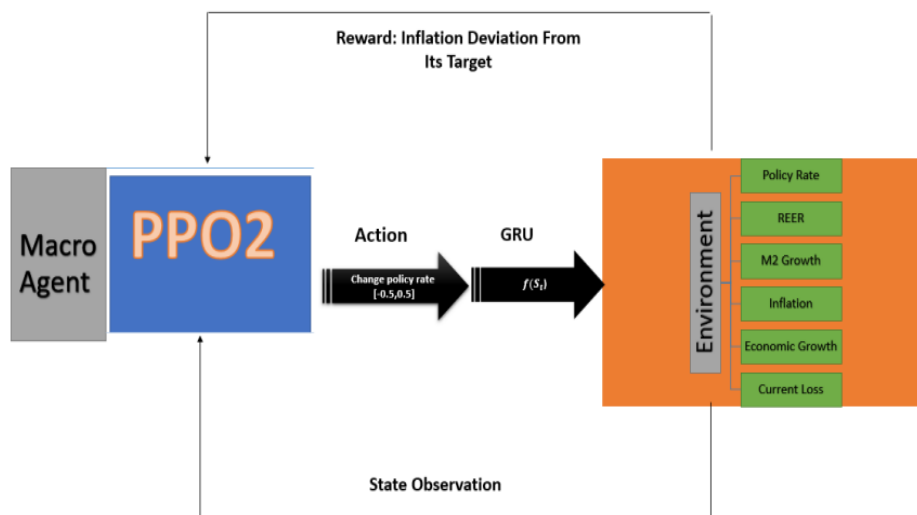 Reward: Inflation Deviation From
Its Target
Macro
Agent
PPO2
Action
Change policy rate
[-0.5,0.5]
GRU
f(S_t)
Environment
Policy Rate
REER
M2 Growth
Inflation
Economic Growth
Current Loss
State Observation